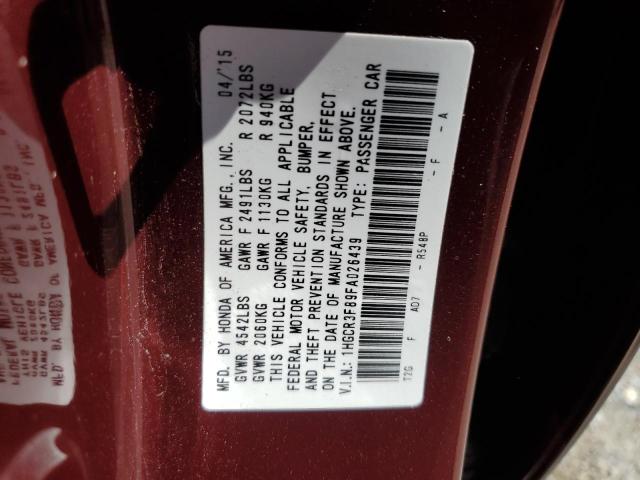 MFD. BY HONDA OF AMERICA MFG., INC. 04/'15
GVWR 4542LBS GAWR F 2491LBS R 2072LBS
GVWR 2060KG GAWR F 1130KG R 940KG
THIS VEHICLE CONFORMS TO ALL APPLICABLE
FEDERAL MOTOR VEHICLE SAFETY, BUMPER,
AND THEFT PREVENTION STANDARDS IN EFFECT
ON THE DATE OF MANUFACTURE SHOWN ABOVE.
V.I.N.: 1HGCR3F89FA026439 TYPE: PASSENGER CAR
T2G F AD7 - R548P - F - A